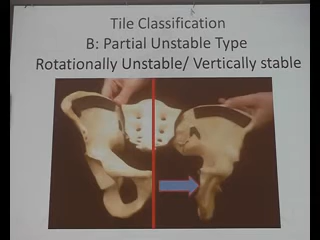 Tile Classification
B: Partial Unstable Type
Rotationally Unstable/ Vertically stable